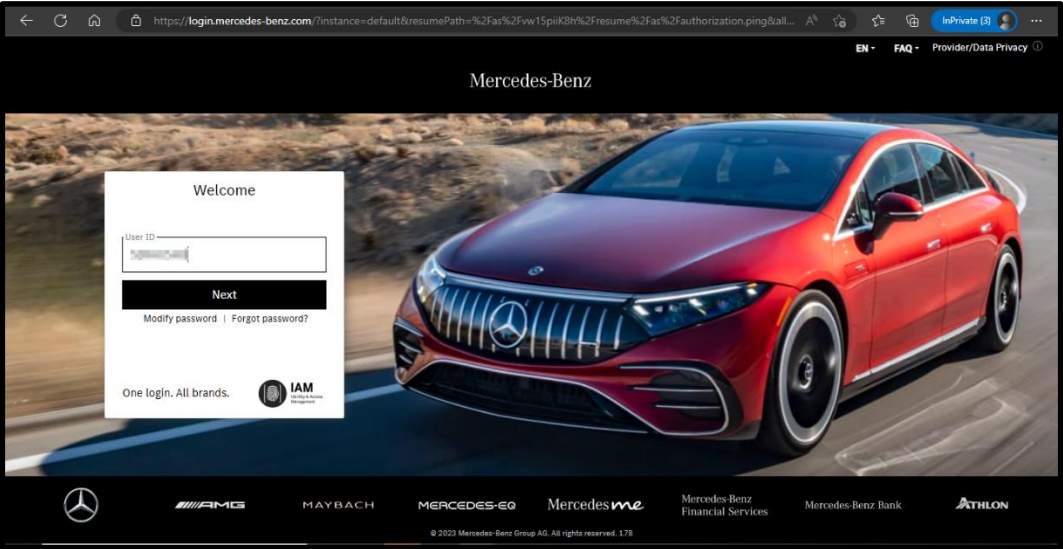 https://login.mercedes-benz.com/?instance=default&resumePath=%2Fas%2Fvw15piiK8h%2Fresume%2Fas%2Fauthorization.ping&all...
InPrivate (3)
EN FAQ Provider/Data Privacy
Mercedes-Benz
Welcome
User ID
Next
Modify password | Forgot password?
One login. All brands.
IAM
Identity & Access
Management
AMG
MAYBACH
MERCEDES-EQ
Mercedes me
Mercedes-Benz
Financial Services
Mercedes-Benz Bank
ATHLON
© 2023 Mercedes-Benz Group AG. All rights reserved. 1.78